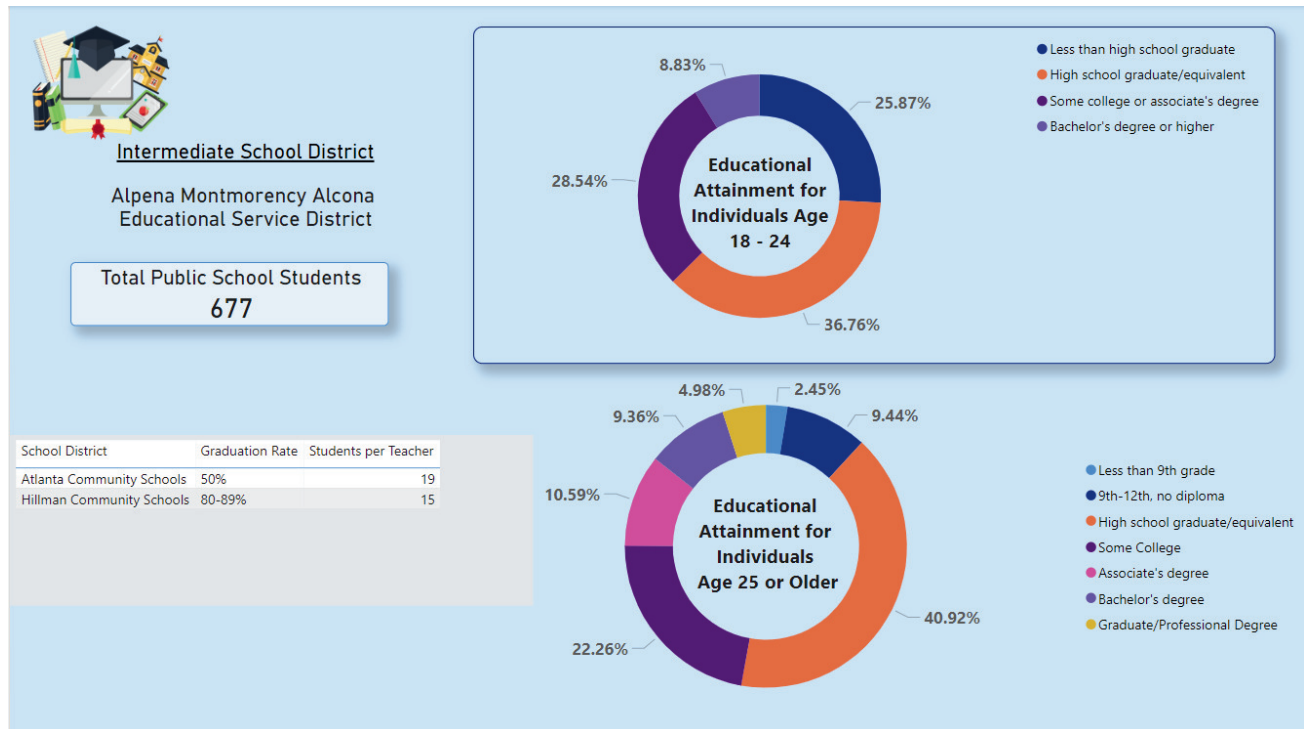 Intermediate School District
Alpena Montmorency Alcona
Educational Service District
Total Public School Students
677
8.83%
25.87%
28.54%
36.76%
Educational
Attainment for
Individuals Age
18 - 24
Less than high school graduate
High school graduate/equivalent
Some college or associate's degree
Bachelor's degree or higher
School District Graduation Rate Students per Teacher
Atlanta Community Schools 50% 19
Hillman Community Schools 80-89% 15
4.98%
2.45%
9.36%
9.44%
10.59%
40.92%
22.26%
Educational
Attainment for
Individuals
Age 25 or Older
Less than 9th grade
9th-12th, no diploma
High school graduate/equivalent
Some College
Associate's degree
Bachelor's degree
Graduate/Professional Degree